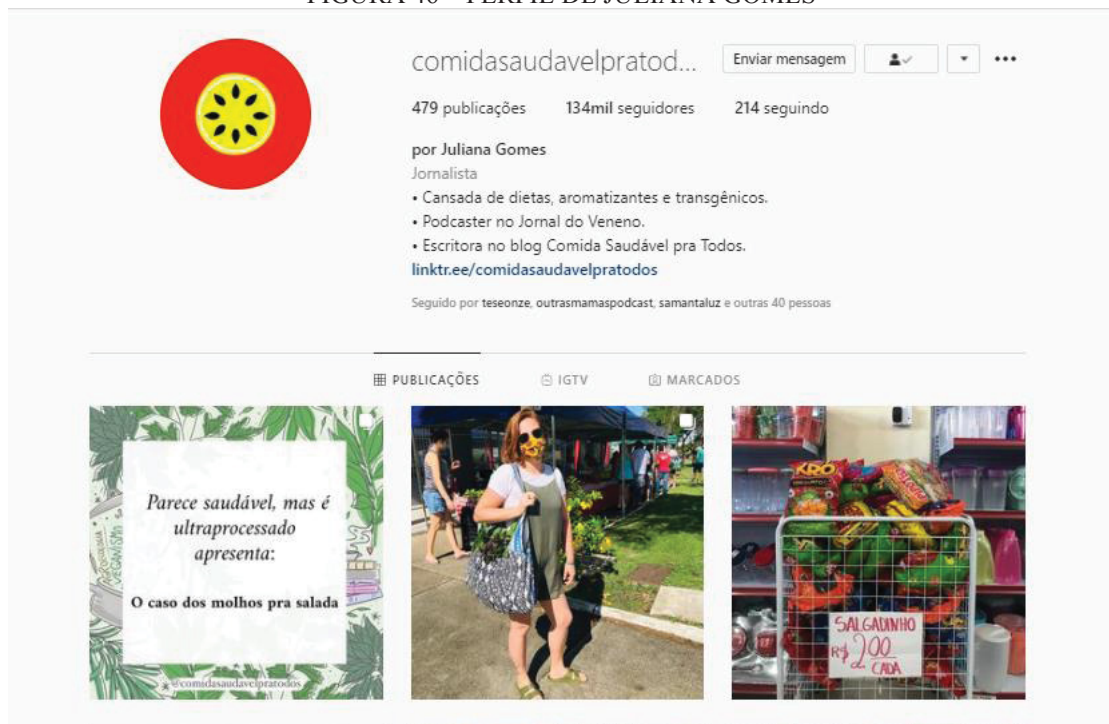 FIGURA 40 – PERFIL DE JULIANA GOMES
comidasaudavelpratod... Enviar mensagem
479 publicações 134mil seguidores 214 seguindo
por Juliana Gomes
Jornalista
• Cansada de dietas, aromatizantes e transgênicos.
• Podcaster no Jornal do Veneno.
• Escritora no blog Comida Saudável pra Todos.
linktr.ee/comidasaudavelpratodos
Seguido por teseonze, outrasmamaspodcast, samantaluz e outras 40 pessoas
PUBLICAÇÕES IGTV MARCADOS
Parece saudável, mas é
ultraprocessado
apresenta:
O caso dos molhos pra salada
@comidasaudavelpratodos
VEGANISMO
KRÓ
SALGADINHO
R$ 2,00
CADA